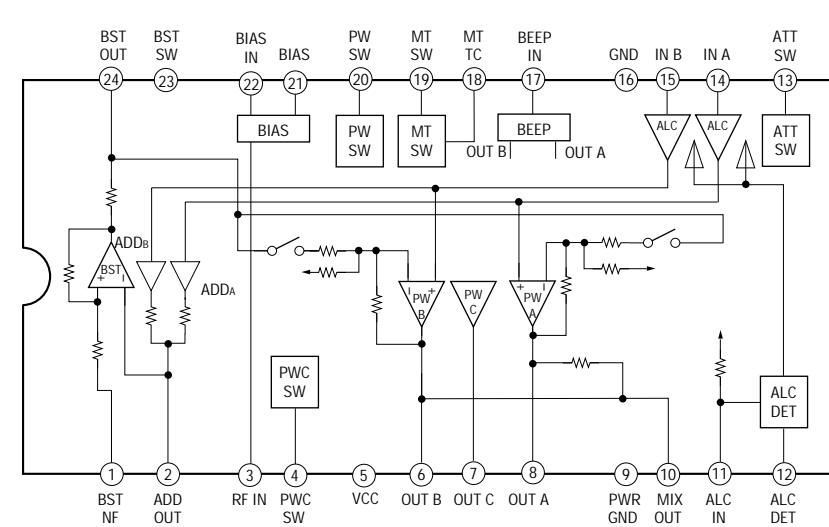 BST OUT
BST SW
BIAS IN
BIAS
PW SW
MT SW
MT TC
BEEP IN
GND
IN B
IN A
ATT SW
24
23
22
21
20
19
18
17
16
15
14
13
BIAS
PW SW
MT SW
BEEP
OUT B
OUT A
ALC
ALC
ATT SW
ADDB
BST
+
−
ADDA
− +
PW B
PW C
+ −
PW A
PWC SW
ALC DET
1
2
3
4
5
6
7
8
9
10
11
12
BST NF
ADD OUT
RF IN
PWC SW
VCC
OUT B
OUT C
OUT A
PWR GND
MIX OUT
ALC IN
ALC DET